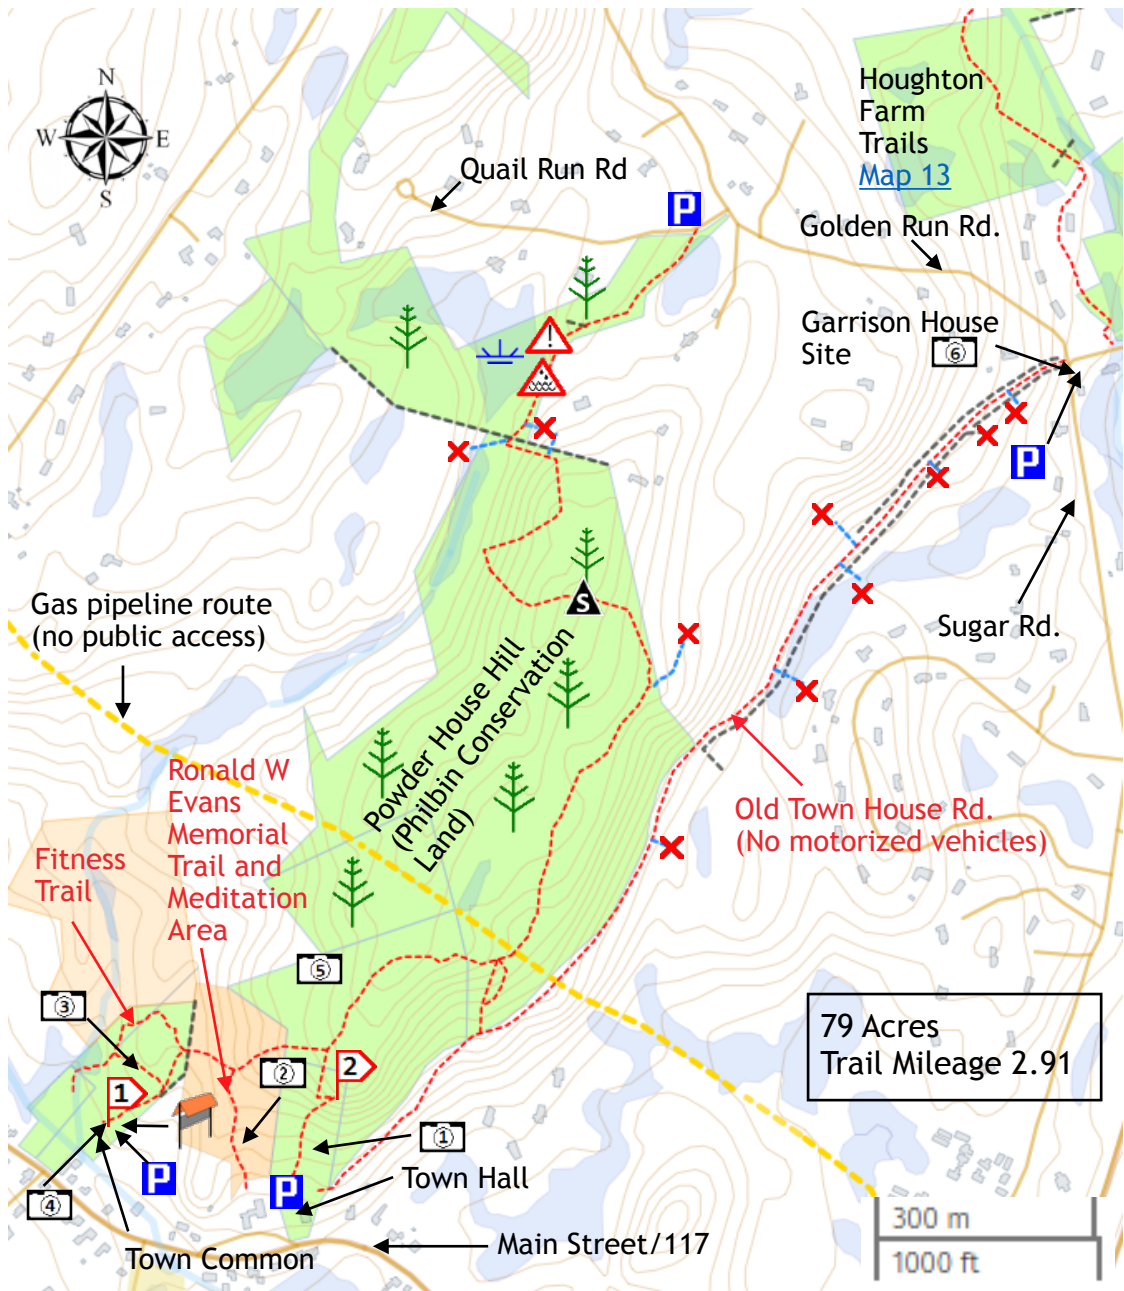 N
W E
S
Houghton
Farm
Trails
Map 13
Quail Run Rd
P
Golden Run Rd.
!
Garrison House
Site
6
P
S
Gas pipeline route
(no public access)
Sugar Rd.
Powder House Hill
(Philbin Conservation
Land)
Ronald W
Evans
Memorial
Trail and
Meditation
Area
Old Town House Rd.
(No motorized vehicles)
Fitness
Trail
5
3
79 Acres
Trail Mileage 2.91
2
2
1
1
P
P
Town Hall
4
Town Common
Main Street/117
300 m
1000 ft